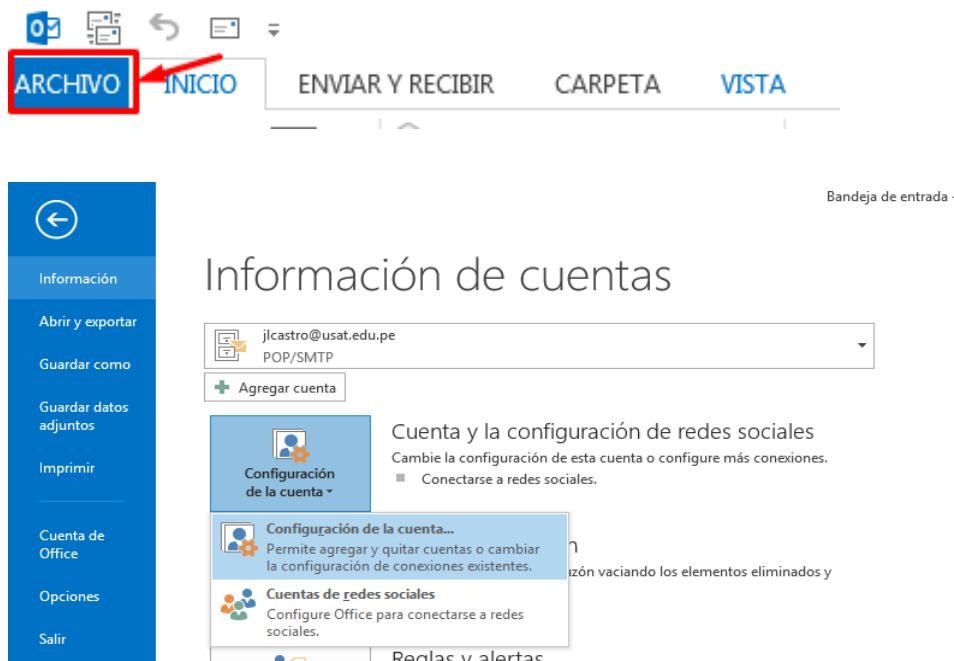 ARCHIVO INICIO ENVIAR Y RECIBIR CARPETA VISTA
Bandeja de entrada -
Información
Abrir y exportar
Guardar como
Guardar datos
adjuntos
Imprimir
Cuenta de
Office
Opciones
Salir
Información de cuentas
jlcastro@usat.edu.pe
POP/SMTP
Agregar cuenta
Configuración
de la cuenta
Cuenta y la configuración de redes sociales
Cambie la configuración de esta cuenta o configure más conexiones.
Conectarse a redes sociales.
Configuración de la cuenta...
Permite agregar y quitar cuentas o cambiar
la configuración de conexiones existentes.
Cuentas de redes sociales
Configure Office para conectarse a redes
sociales.
vaciando los elementos eliminados y
Reglas y alertas